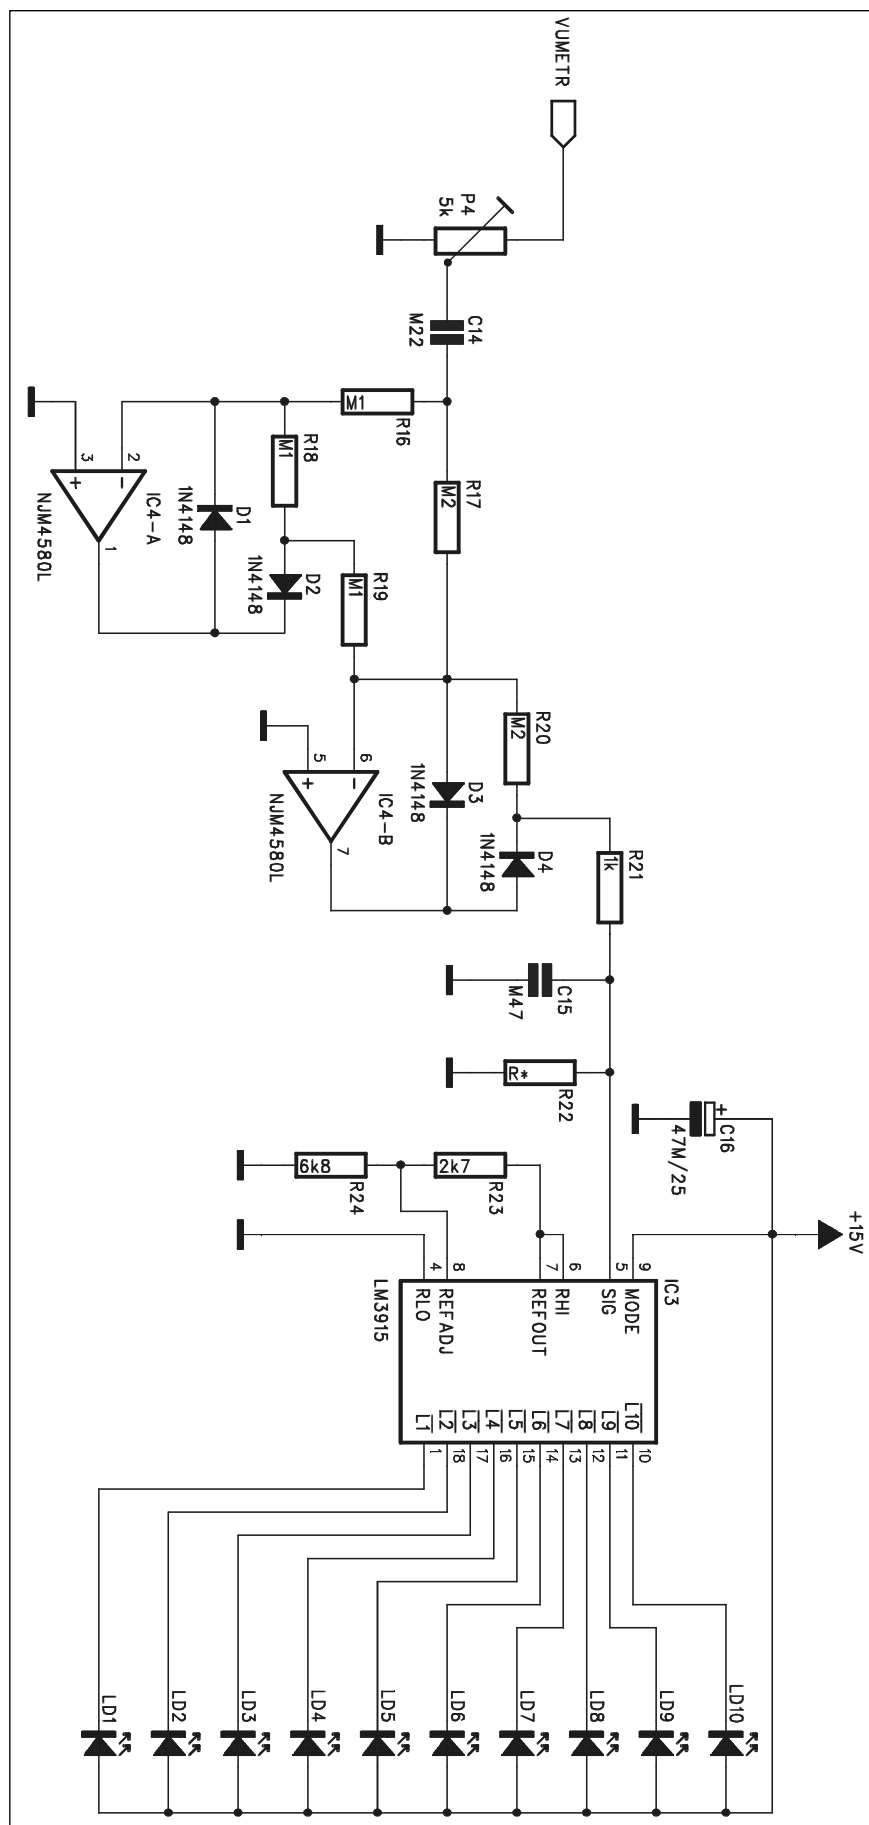 VUMETR
P4
5k
C14
M22
R16
M1
R17
M2
R18
M1
D1
1N4148
D2
1N4148
R19
M1
2
3
1
IC4-A
NJM4580L
R20
M2
D3
1N4148
D4
1N4148
6
5
7
IC4-B
NJM4580L
R21
1k
C15
M47
R22
R*
C16
47M/25
+
+15V
R23
2k7
R24
6k8
IC3
LM3915
9
5
6
7
8
4
MODE
SIG
RHI
REFOUT
REFADJ
RLO
L10
L9
L8
L7
L6
L5
L4
L3
L2
L1
10
11
12
13
14
15
16
17
18
1
LD10
LD9
LD8
LD7
LD6
LD5
LD4
LD3
LD2
LD1